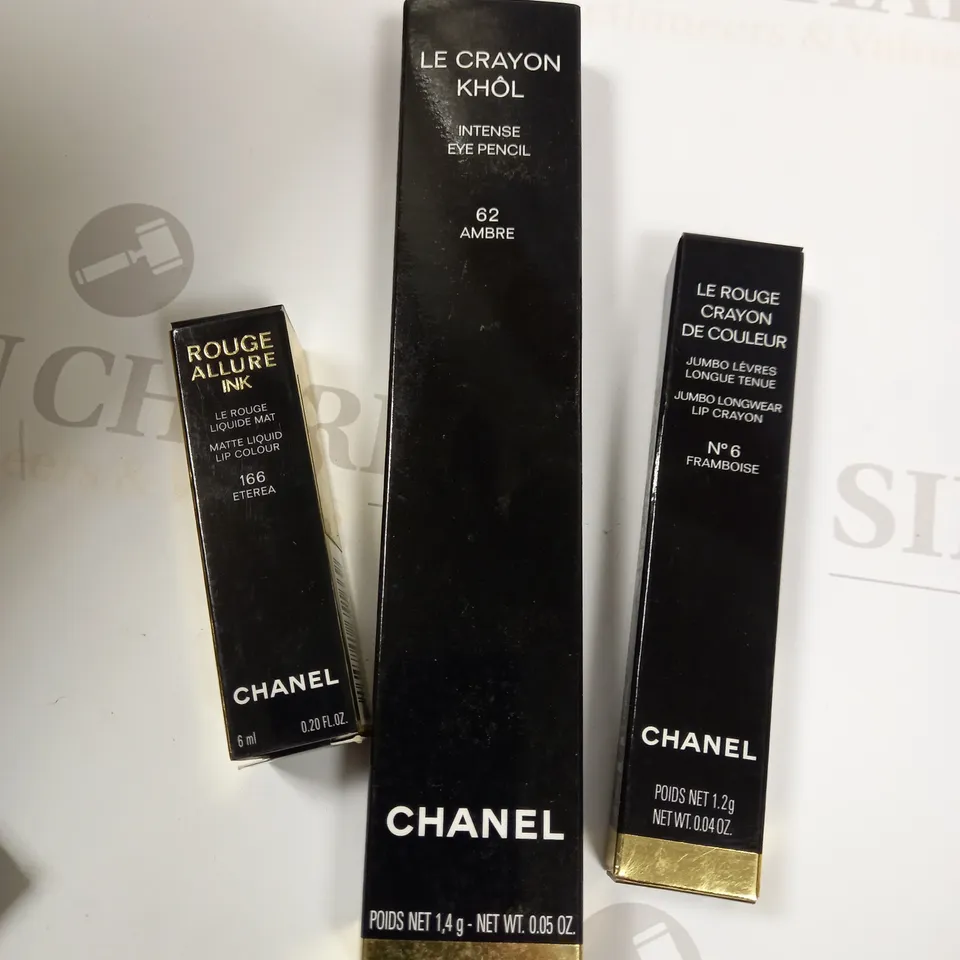 ROUGE
ALLURE
INK
LE ROUGE
LIQUIDE MAT
MATTE LIQUID
LIP COLOUR
166
ETEREA
CHANEL
6 ml 0.20 FL.OZ.
LE CRAYON
KHÔL
INTENSE
EYE PENCIL
62
AMBRE
CHANEL
POIDS NET 1,4 g - NET WT. 0.05 OZ.
LE ROUGE
CRAYON
DE COULEUR
JUMBO LÈVRES
LONGUE TENUE
JUMBO LONGWEAR
LIP CRAYON
N° 6
FRAMBOISE
CHANEL
POIDS NET 1.2g
NET WT. 0.04 OZ.